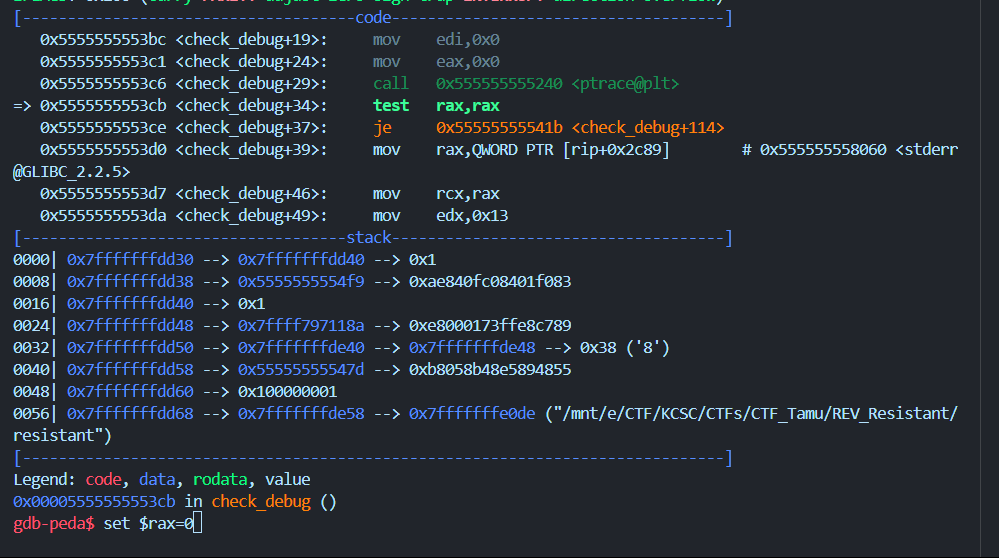 [----------------------------------code----------------------------------]
   0x5555555553bc <check_debug+19>:	mov    edi,0x0
   0x5555555553c1 <check_debug+24>:	mov    eax,0x0
   0x5555555553c6 <check_debug+29>:	call   0x555555555240 <ptrace@plt>
=> 0x5555555553cb <check_debug+34>:	test   rax,rax
   0x5555555553ce <check_debug+37>:	je     0x55555555541b <check_debug+114>
   0x5555555553d0 <check_debug+39>:	mov    rax,QWORD PTR [rip+0x2c89]        # 0x555555558060 <stderr
@GLIBC_2.2.5>
   0x5555555553d7 <check_debug+46>:	mov    rcx,rax
   0x5555555553da <check_debug+49>:	mov    edx,0x13
[---------------------------------stack----------------------------------]
0000| 0x7fffffffdd30 --> 0x7fffffffdd40 --> 0x1
0008| 0x7fffffffdd38 --> 0x5555555554f9 --> 0xae840fc08401f083
0016| 0x7fffffffdd40 --> 0x1
0024| 0x7fffffffdd48 --> 0x7ffff797118a --> 0xe8000173ffe8c789
0032| 0x7fffffffdd50 --> 0x7fffffffde40 --> 0x7fffffffde48 --> 0x38 ('8')
0040| 0x7fffffffdd58 --> 0x55555555547d --> 0xb8058b48e5894855
0048| 0x7fffffffdd60 --> 0x100000001
0056| 0x7fffffffdd68 --> 0x7fffffffde58 --> 0x7fffffffe0de ("/mnt/e/CTF/KCSC/CTFs/CTF_Tamu/REV_Resistant/
resistant")
[------------------------------------------------------------------------]
Legend: code, data, rodata, value
0x00005555555553cb in check_debug ()
gdb-peda$ set $rax=0